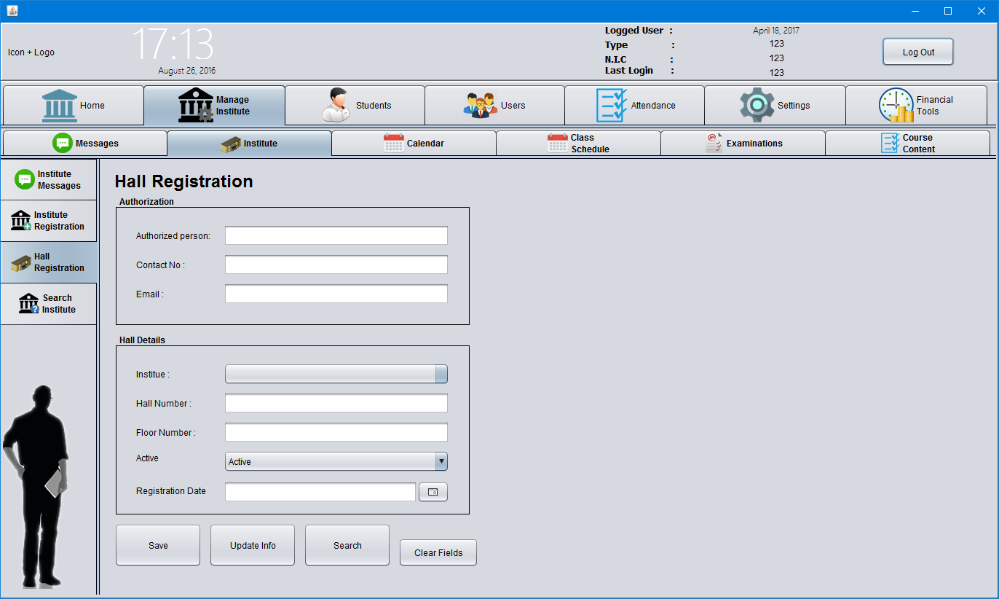 Icon + Logo
17:13
August 26, 2016
Logged User : April 18, 2017
Type : 123
N.I.C : 123
Last Login : 123
Log Out
Home
Manage
Institute
Students
Users
Attendance
Settings
Financial
Tools
Messages
Institute
Calendar
Class
Schedule
Examinations
Course
Content
Institute
Messages
Institute
Registration
Hall
Registration
Search
Institute
Hall Registration
Authorization
Authorized person:
Contact No :
Email :
Hall Details
Institue :
Hall Number :
Floor Number :
Active
Active
Registration Date
Save
Update Info
Search
Clear Fields